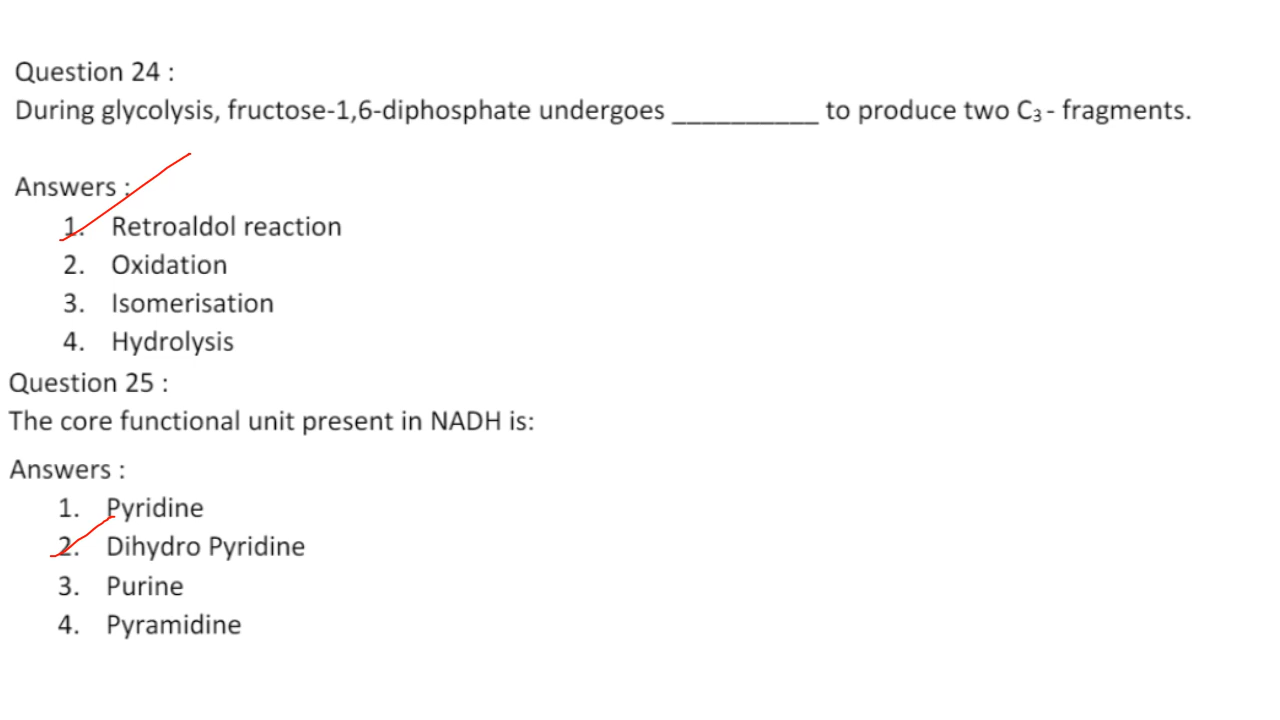 Question 24 :
During glycolysis, fructose-1,6-diphosphate undergoes __________ to produce two C₃ - fragments.
Answers :
1. Retroaldol reaction
2. Oxidation
3. Isomerisation
4. Hydrolysis
Question 25 :
The core functional unit present in NADH is:
Answers :
1. Pyridine
2. Dihydro Pyridine
3. Purine
4. Pyramidine